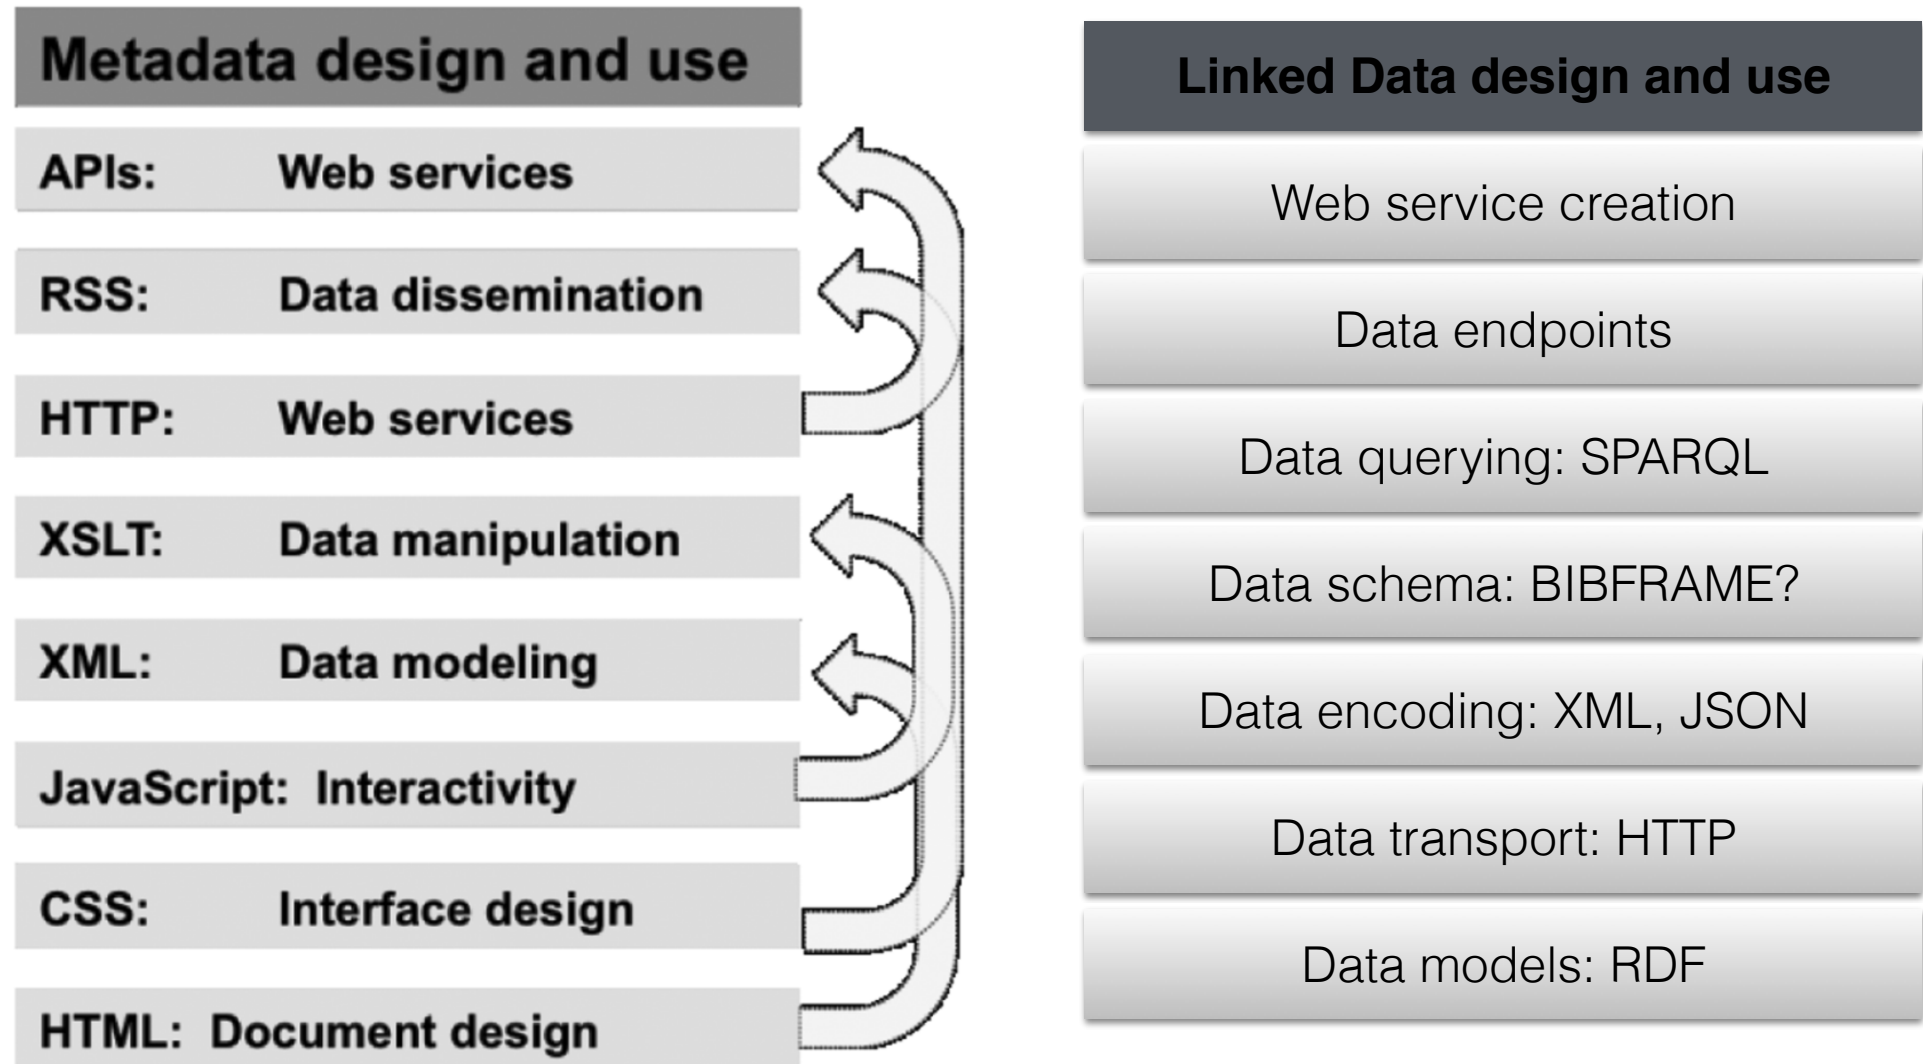 Metadata design and use
APIs: Web services
RSS: Data dissemination
HTTP: Web services
XSLT: Data manipulation
XML: Data modeling
JavaScript: Interactivity
CSS: Interface design
HTML: Document design
Linked Data design and use
Web service creation
Data endpoints
Data querying: SPARQL
Data schema: BIBFRAME?
Data encoding: XML, JSON
Data transport: HTTP
Data models: RDF